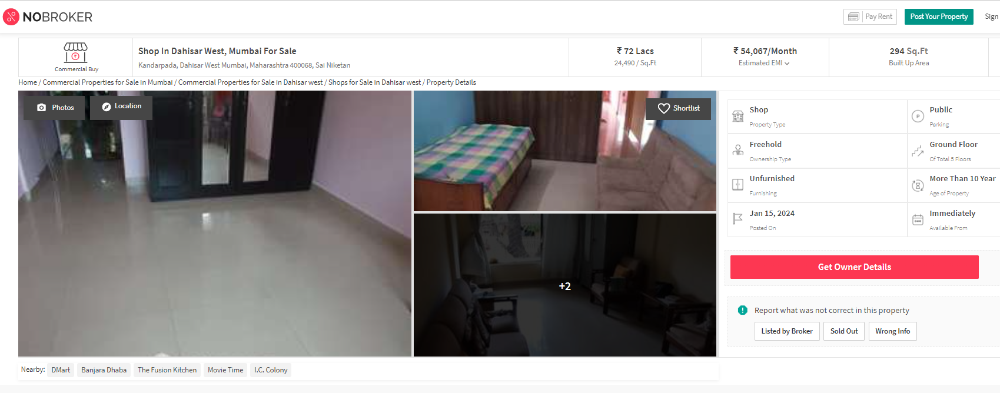 NOBROKER
Pay Rent
Post Your Property
Sign
Commercial Buy
Shop In Dahisar West, Mumbai For Sale
Kandarpada, Dahisar West Mumbai, Maharashtra 400068, Sai Niketan
₹ 72 Lacs
24,490 / Sq.Ft
₹ 54,067/Month
Estimated EMI
294 Sq.Ft
Built Up Area
Home / Commercial Properties for Sale in Mumbai / Commercial Properties for Sale in Dahisar west / Shops for Sale in Dahisar west / Property Details
Photos
Location
Shortlist
+2
Shop
Property Type
P
Public
Parking
Freehold
Ownership Type
Ground Floor
Of Total 5 Floors
Unfurnished
Furnishing
More Than 10 Year
Age of Property
Jan 15, 2024
Posted On
Immediately
Available From
Get Owner Details
Report what was not correct in this property
Listed by Broker
Sold Out
Wrong Info
Nearby: DMart Banjara Dhaba The Fusion Kitchen Movie Time I.C. Colony